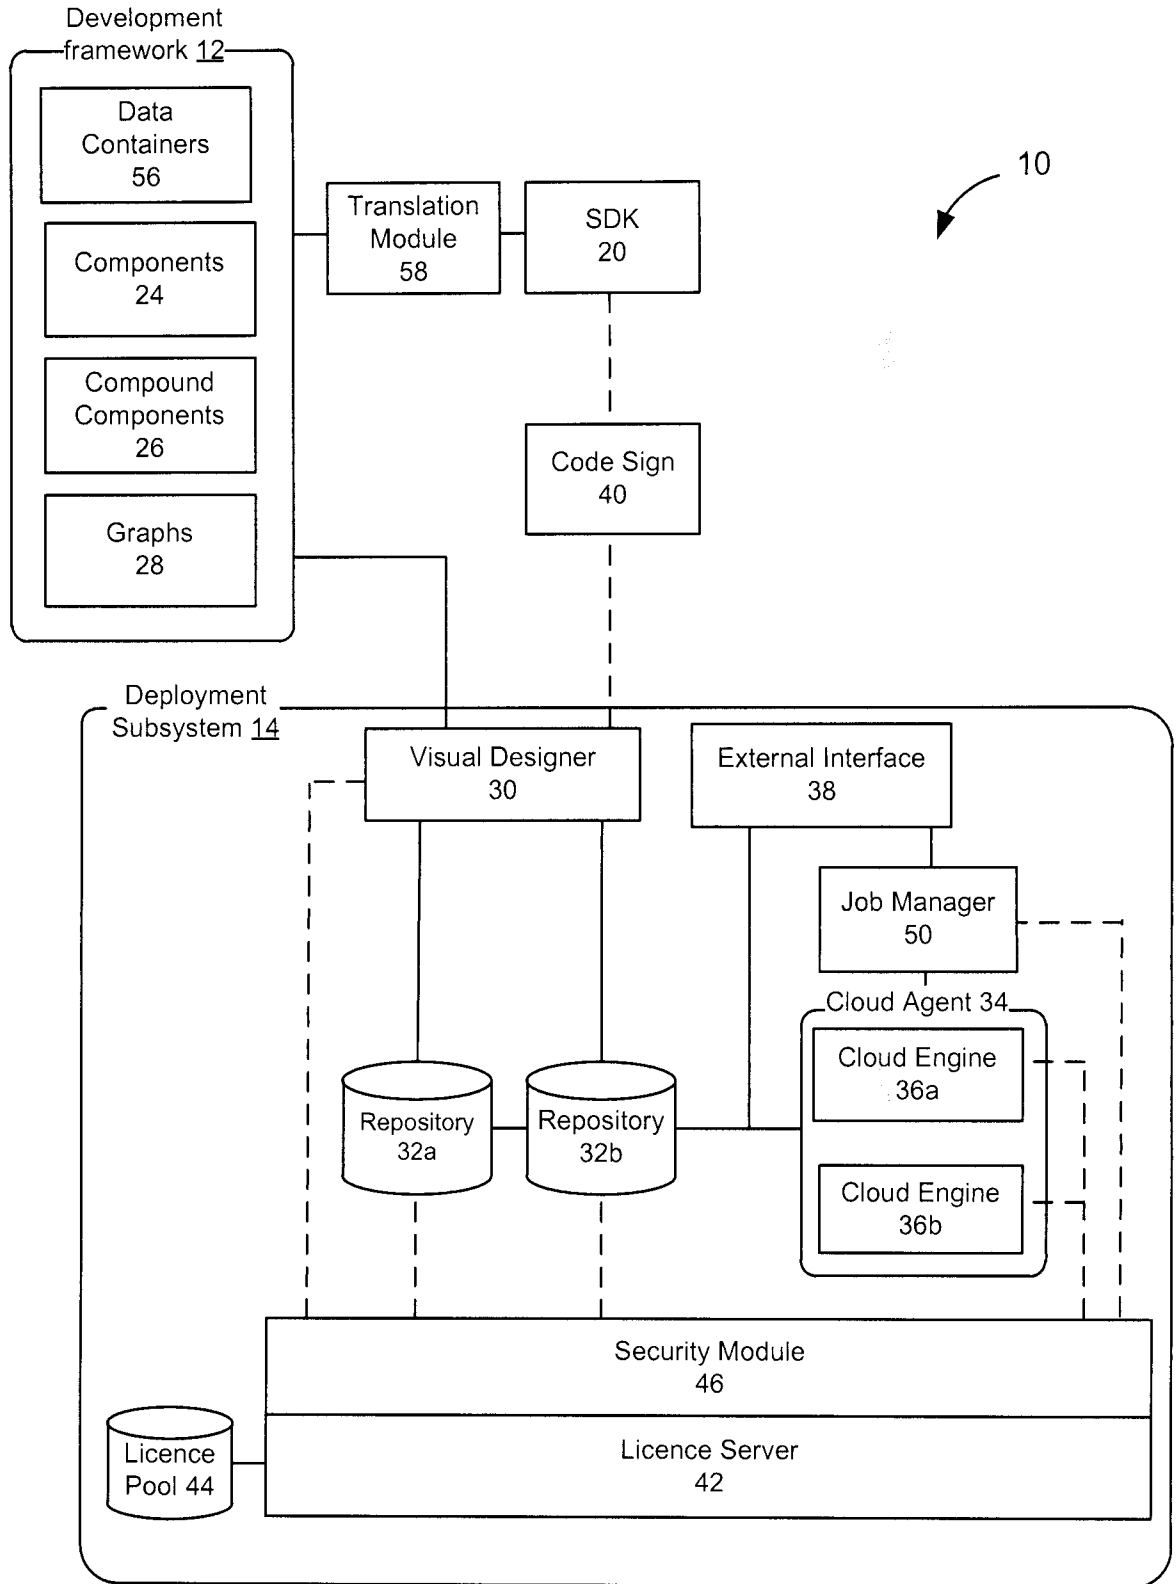 Development
framework 12
Data
Containers
56
Components
24
Compound
Components
26
Graphs
28
Translation
Module
58
SDK
20
10
Code Sign
40
Deployment
Subsystem 14
Visual Designer
30
External Interface
38
Job Manager
50
Cloud Agent 34
Cloud Engine
36a
Cloud Engine
36b
Repository
32a
Repository
32b
Security Module
46
Licence Server
42
Licence
Pool 44